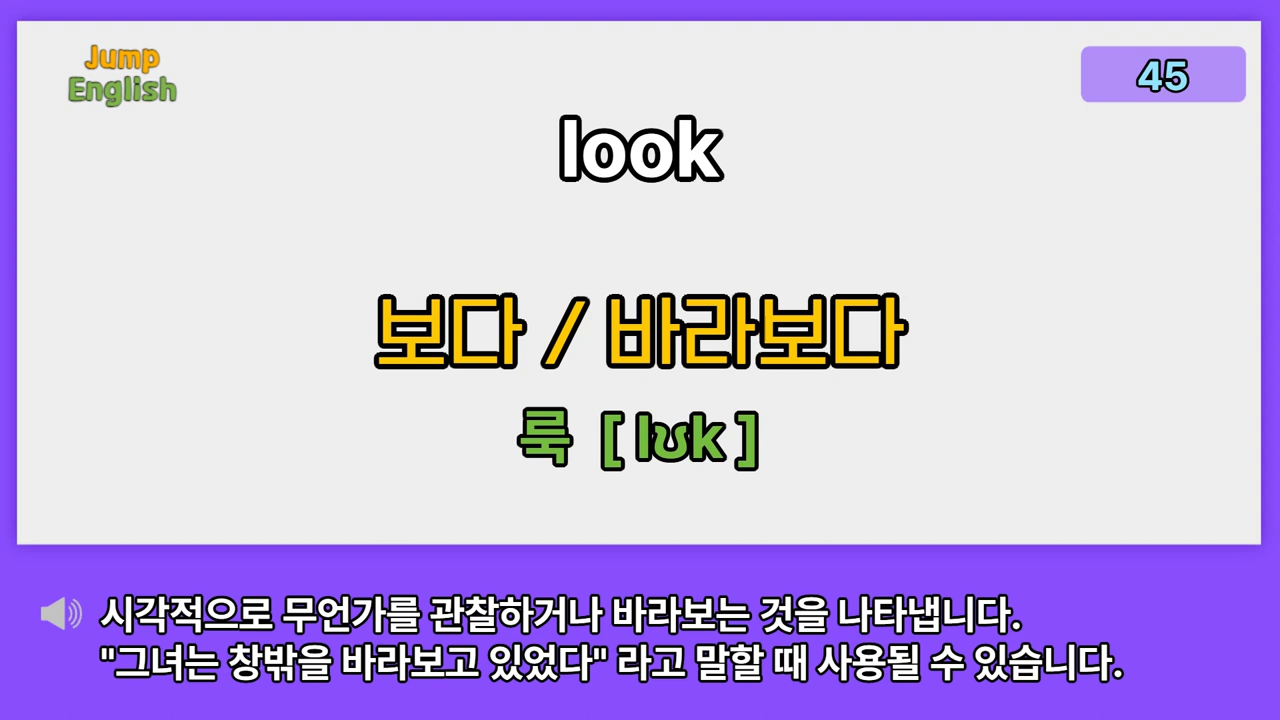 Jump
English
45
look
보다 / 바라보다
룩 [ lʊk ]
시각적으로 무언가를 관찰하거나 바라보는 것을 나타냅니다.
"그녀는 창밖을 바라보고 있었다" 라고 말할 때 사용될 수 있습니다.